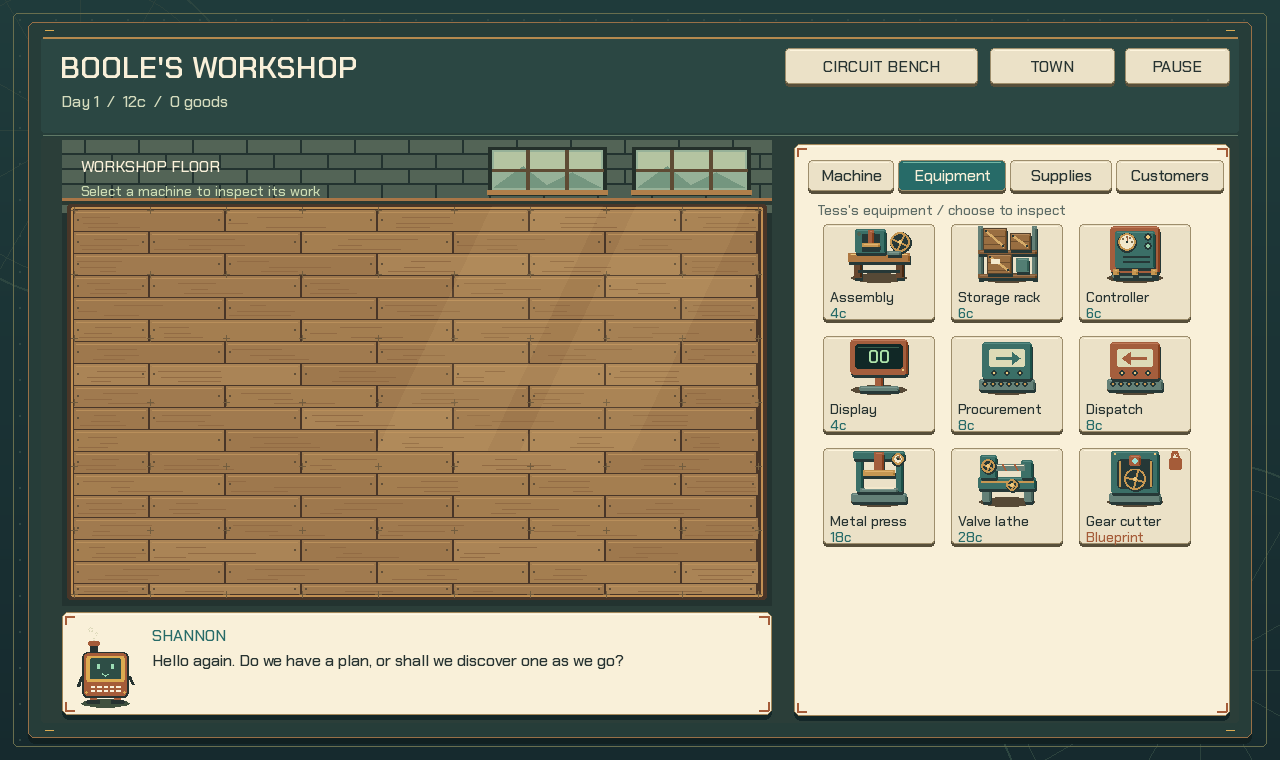 BOOLE'S WORKSHOP
Day 1 / 12c / 0 goods
CIRCUIT BENCH
TOWN
PAUSE
WORKSHOP FLOOR
Select a machine to inspect its work
Machine
Equipment
Supplies
Customers
Tess's equipment / choose to inspect
Assembly
4c
Storage rack
6c
Controller
6c
00
Display
4c
Procurement
8c
Dispatch
8c
Metal press
18c
Valve lathe
28c
Gear cutter
Blueprint
SHANNON
Hello again. Do we have a plan, or shall we discover one as we go?